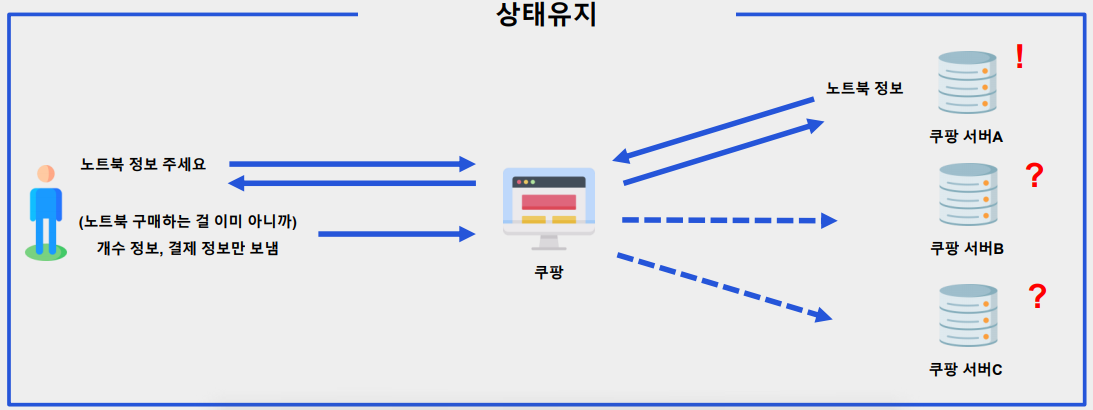 상태유지
노트북 정보 주세요
(노트북 구매하는 걸 이미 아니까)
개수 정보, 결제 정보만 보냄
쿠팡
노트북 정보
!
쿠팡 서버A
?
쿠팡 서버B
?
쿠팡 서버C